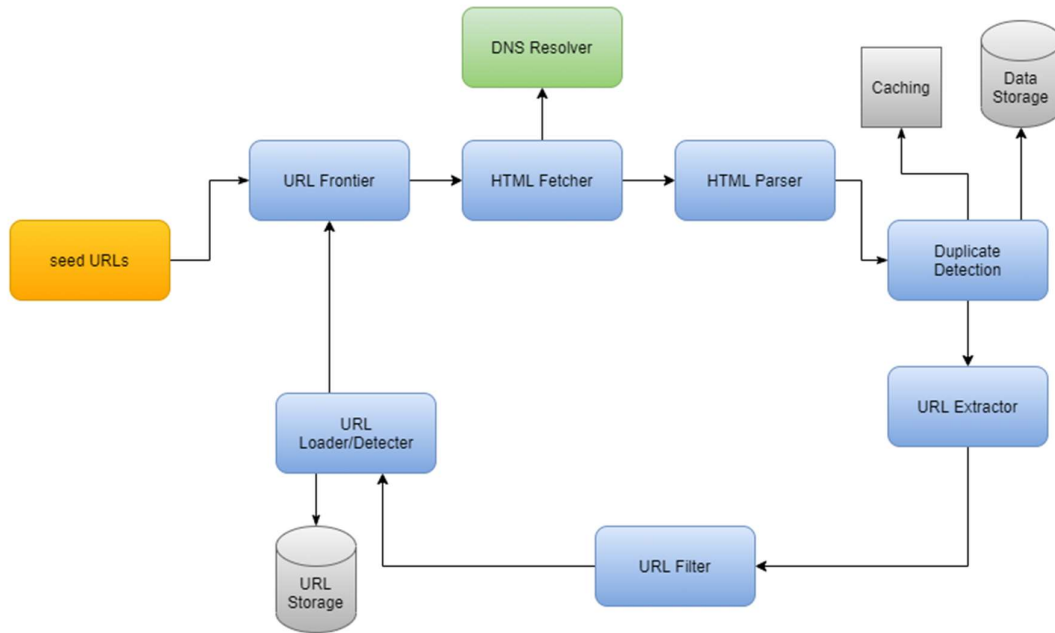 DNS Resolver
Caching
Data
Storage
URL Frontier
HTML Fetcher
HTML Parser
seed URLs
Duplicate
Detection
URL
Loader/Detecter
URL Extractor
URL Filter
URL
Storage